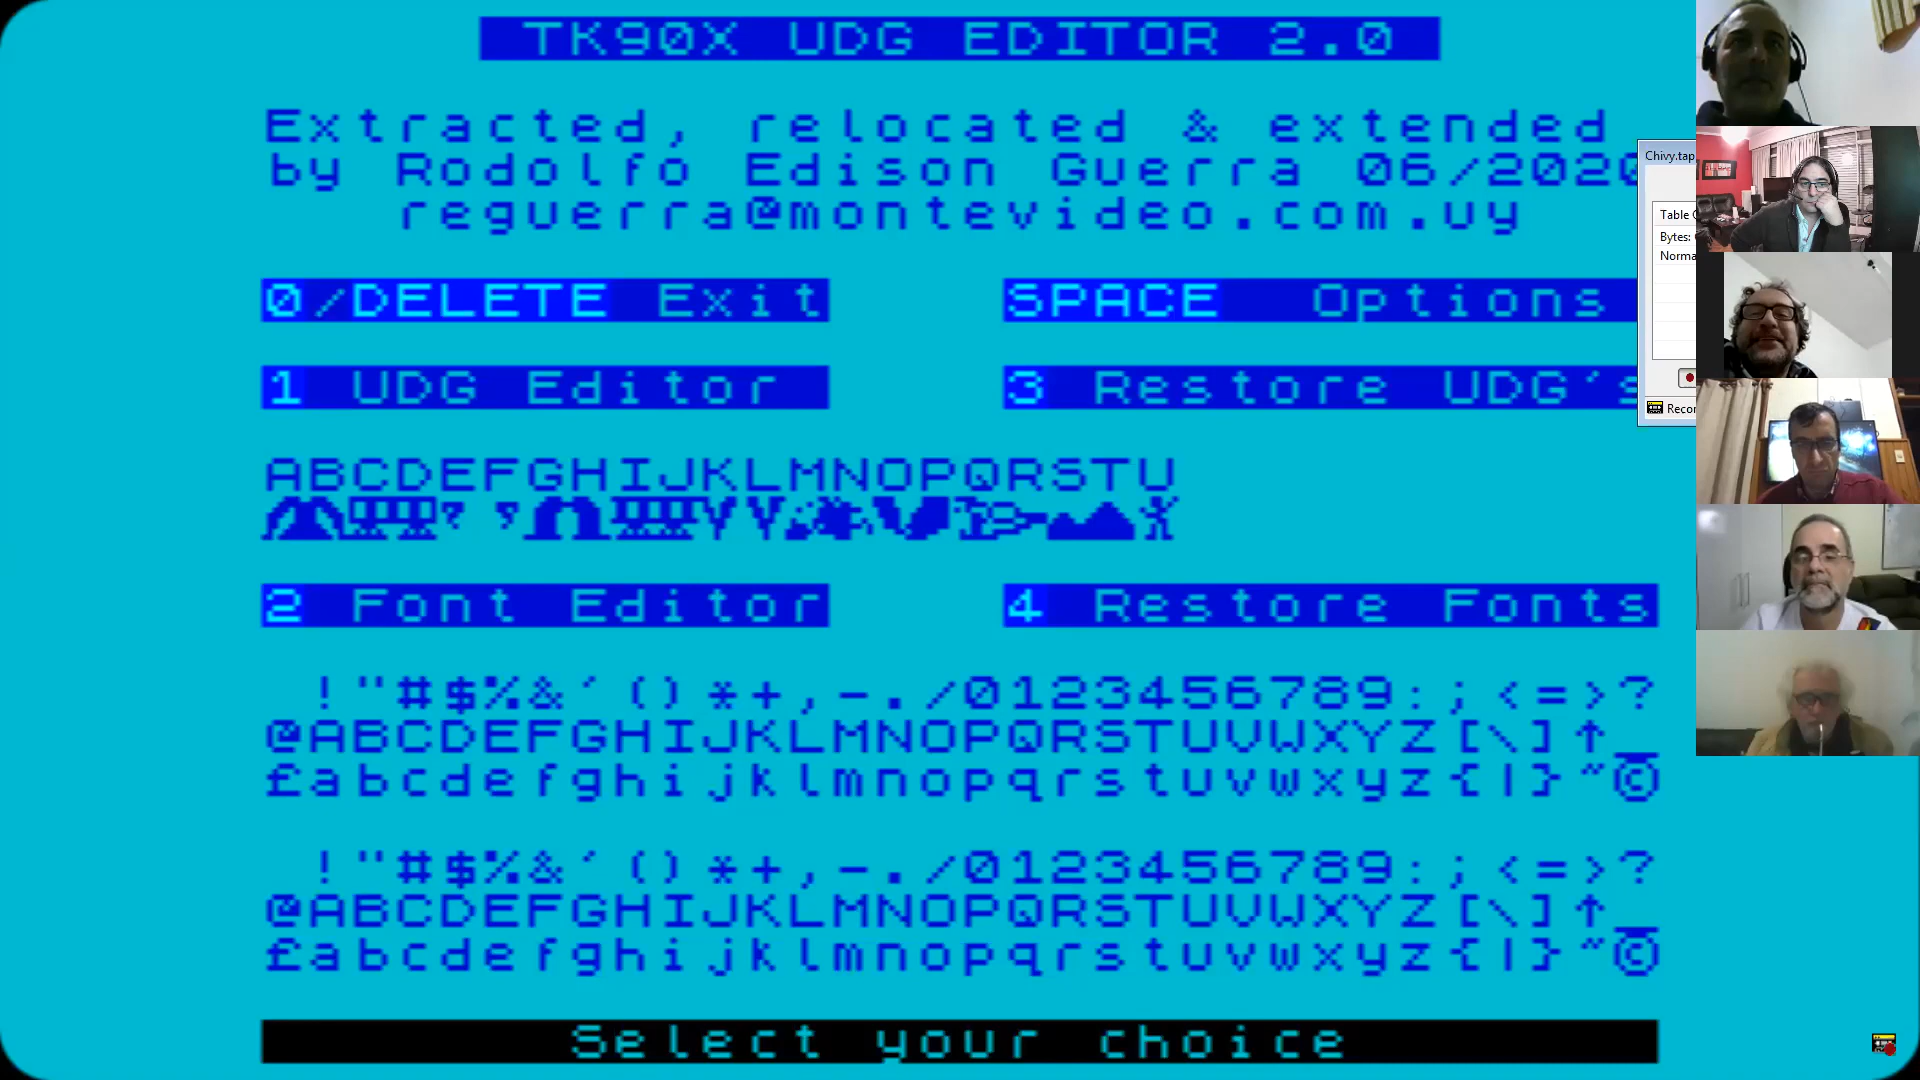 TK90X UDG EDITOR 2.0
Extracted, relocated & extended
by Rodolfo Edison Guerra 06/2020
reguerra@montevideo.com.uy
0/DELETE Exit
SPACE Options
1 UDG Editor
3 Restore UDG's
ABCDEFGHIJKLMNOPQRSTU
2 Font Editor
4 Restore Fonts
!"#$%&'()*+,-./0123456789:;<=>?
@ABCDEFGHIJKLMNOPQRSTUVWXYZ[\]↑_
£abcdefghijklmnopqrstuvwxyz{|}~©
!"#$%&'()*+,-./0123456789:;<=>?
@ABCDEFGHIJKLMNOPQRSTUVWXYZ[\]↑_
£abcdefghijklmnopqrstuvwxyz{|}~©
Select your choice
Chivy.tap
Table
Bytes: